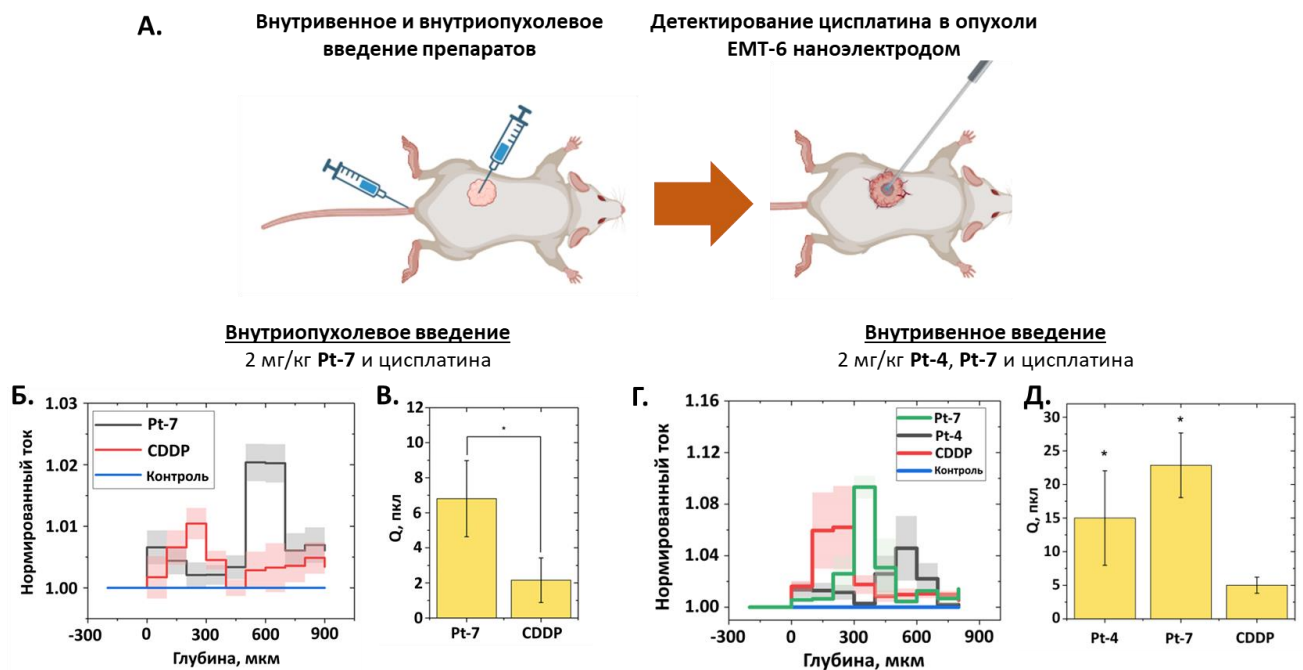 А.
Внутривенное и внутриопухолевое
введение препаратов
Детектирование цисплатина в опухоли
EMT-6 наноэлектродом
Внутриопухолевое введение
2 мг/кг Pt-7 и цисплатина
Внутривенное введение
2 mг/кг Pt-4, Pt-7 и цисплатина
Б.
Нормированный ток
1.03
1.02
1.01
1.00
Pt-7
CDDP
Контроль
-300
0
300
600
900
Глубина, мкм
В.
Q, пкл
12
10
8
6
4
2
0
*
Pt-7
CDDP
Г.
Нормированный ток
1.16
1.12
1.08
1.04
1.00
Pt-7
Pt-4
CDDP
Контроль
-300
0
300
600
900
Глубина, мкм
Д.
Q, пкл
30
25
20
15
10
5
0
*
*
Pt-4
Pt-7
CDDP